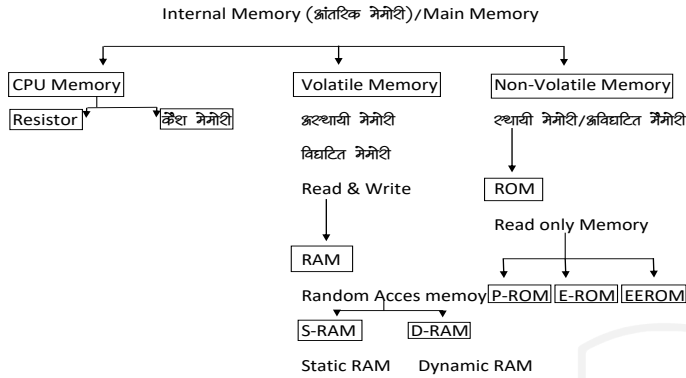 Internal Memory (आंतरिक मेमोरी)/Main Memory
CPU Memory
Volatile Memory
Non-Volatile Memory
Resistor
कैश मेमोरी
अस्थायी मेमोरी
स्थायी मेमोरी/अविघटित मैमोरी
विघटित मेमोरी
Read & Write
ROM
Read only Memory
RAM
Random Acces memoy
P-ROM
E-ROM
EEROM
S-RAM
D-RAM
Static RAM
Dynamic RAM